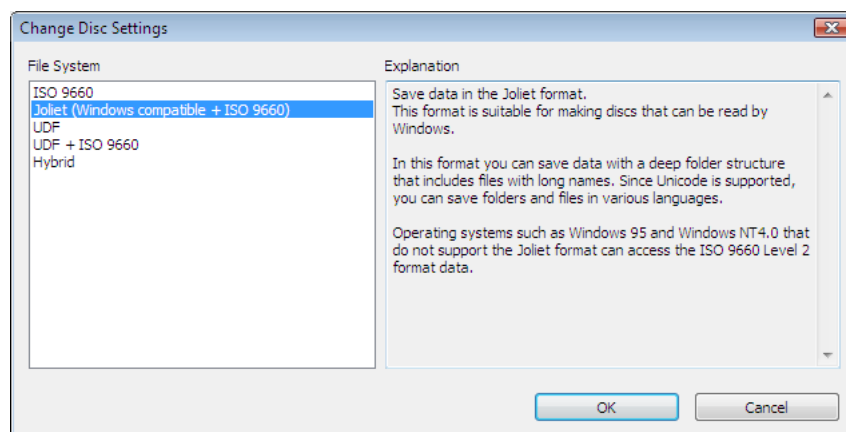 Change Disc Settings
File System
ISO 9660
Joliet (Windows compatible + ISO 9660)
UDF
UDF + ISO 9660
Hybrid
Explanation
Save data in the Joliet format.
This format is suitable for making discs that can be read by
Windows.
In this format you can save data with a deep folder structure
that includes files with long names. Since Unicode is supported,
you can save folders and files in various languages.
Operating systems such as Windows 95 and Windows NT4.0 that
do not support the Joliet format can access the ISO 9660 Level 2
format data.
OK
Cancel